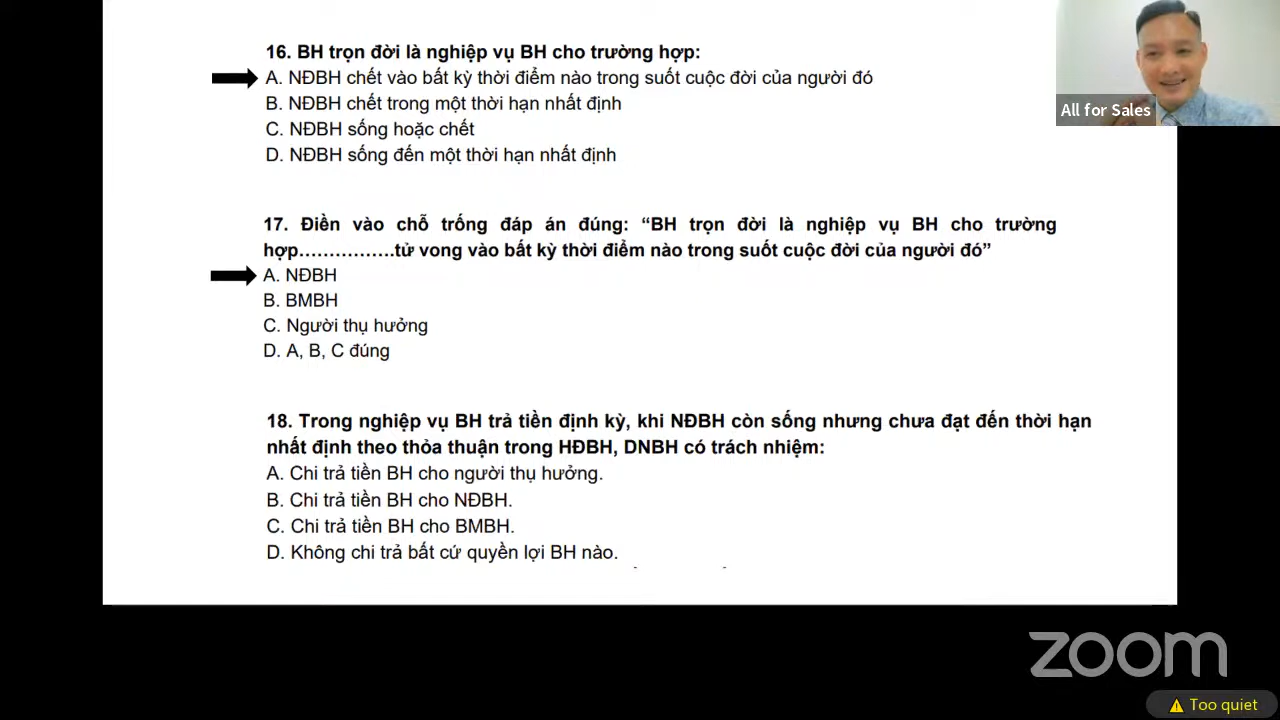 16. BH trọn đời là nghiệp vụ BH cho trường hợp:
A. NĐBH chết vào bất kỳ thời điểm nào trong suốt cuộc đời của người đó
B. NĐBH chết trong một thời hạn nhất định
C. NĐBH sống hoặc chết
D. NĐBH sống đến một thời hạn nhất định
All for Sales
17. Điền vào chỗ trống đáp án đúng: “BH trọn đời là nghiệp vụ BH cho trường
hợp…………….tử vong vào bất kỳ thời điểm nào trong suốt cuộc đời của người đó”
A. NĐBH
B. BMBH
C. Người thụ hưởng
D. A, B, C đúng
18. Trong nghiệp vụ BH trả tiền định kỳ, khi NĐBH còn sống nhưng chưa đạt đến thời hạn
nhất định theo thỏa thuận trong HĐBH, DNBH có trách nhiệm:
A. Chi trả tiền BH cho người thụ hưởng.
B. Chi trả tiền BH cho NĐBH.
C. Chi trả tiền BH cho BMBH.
D. Không chi trả bất cứ quyền lợi BH nào.
zoom
Too quiet